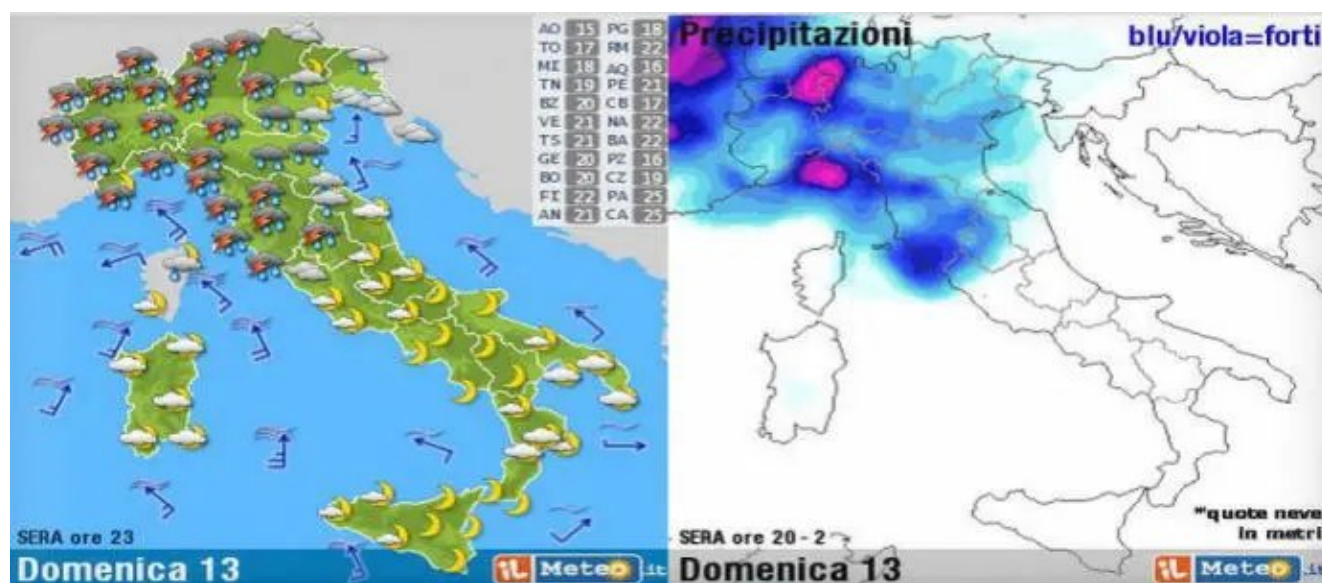 AO 15 PG 18
TO 17 RM 22
MI 18 AQ 16
TN 19 PE 21
BZ 20 CB 17
VE 21 NA 22
TS 21 BA 22
GE 20 PZ 16
BO 20 CZ 19
FI 22 PA 25
AN 21 CA 25
SERA ore 23
Domenica 13
iL Meteo.it
Precipitazioni
blu/viola=forti
*quote neve
in metri
SERA ore 20-2
Domenica 13
iL Meteo.it